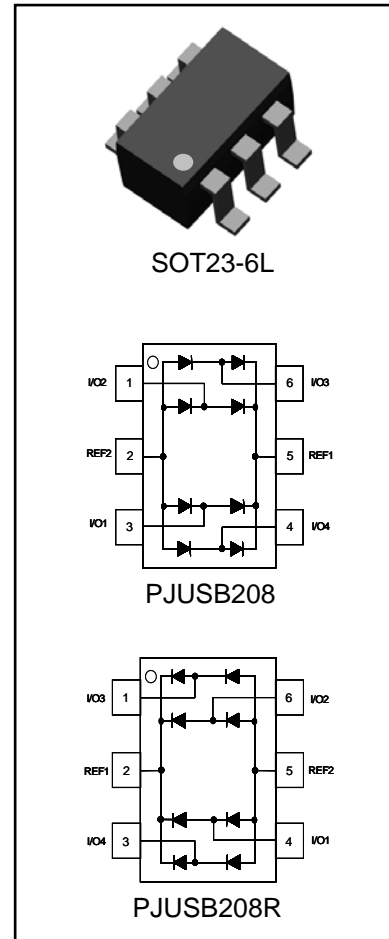 SOT23-6L
I/O2 1 6 I/O3
REF2 2 5 REF1
I/O1 3 4 I/O4
PJUSB208
I/O3 1 6 I/O2
REF1 2 5 REF2
I/O4 3 4 I/O1
PJUSB208R